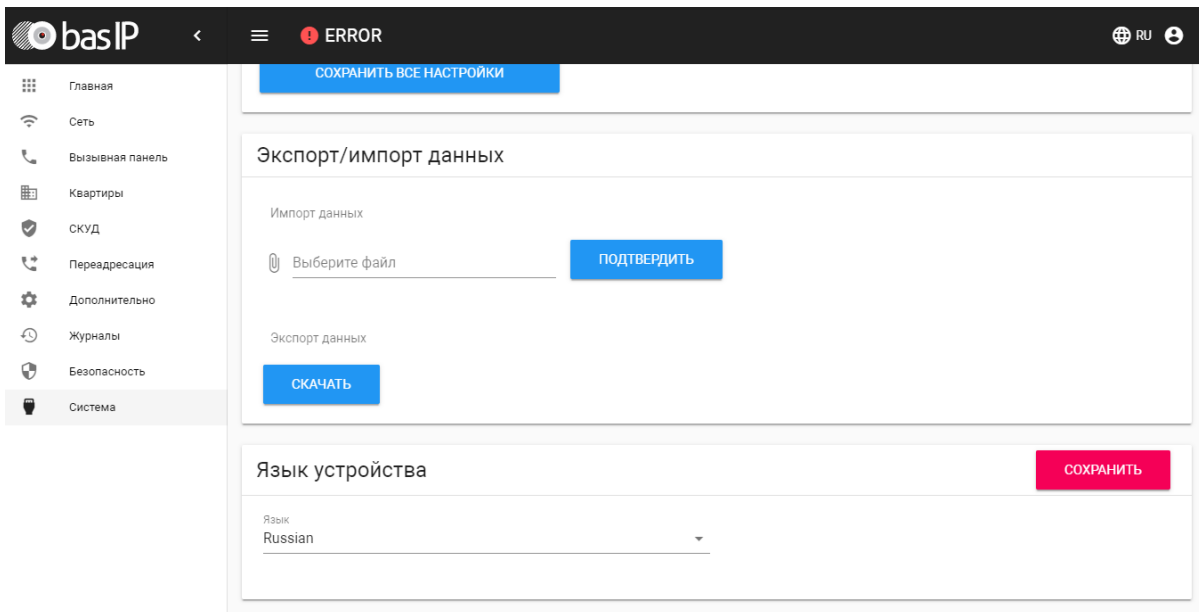 bas IP
ERROR
RU
Главная
Сеть
Вызывная панель
Квартиры
СКУД
Переадресация
Дополнительно
Журналы
Безопасность
Система
СОХРАНИТЬ ВСЕ НАСТРОЙКИ
Экспорт/импорт данных
Импорт данных
Выберите файл
ПОДТВЕРДИТЬ
Экспорт данных
СКАЧАТЬ
Язык устройства
СОХРАНИТЬ
Язык
Russian